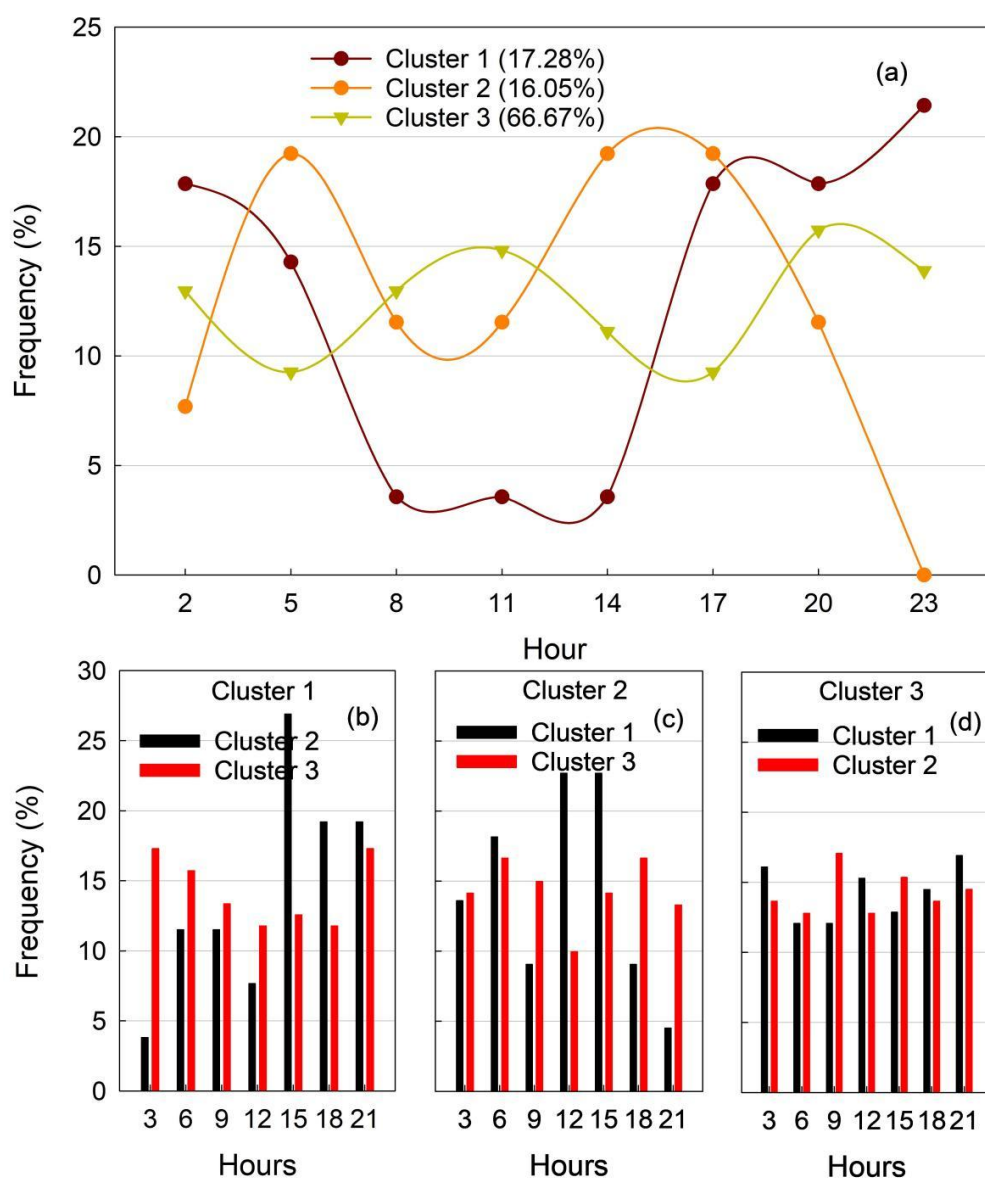 25
20
15
10
5
0
Frequency (%)
Cluster 1 (17.28%)
Cluster 2 (16.05%)
Cluster 3 (66.67%)
(a)
2 5 8 11 14 17 20 23
Hour
30
25
20
15
10
5
0
Frequency (%)
Cluster 1
(b)
Cluster 2
Cluster 3
3 6 9 12 15 18 21
Hours
Cluster 2
(c)
Cluster 1
Cluster 3
3 6 9 12 15 18 21
Hours
Cluster 3
(d)
Cluster 1
Cluster 2
3 6 9 12 15 18 21
Hours